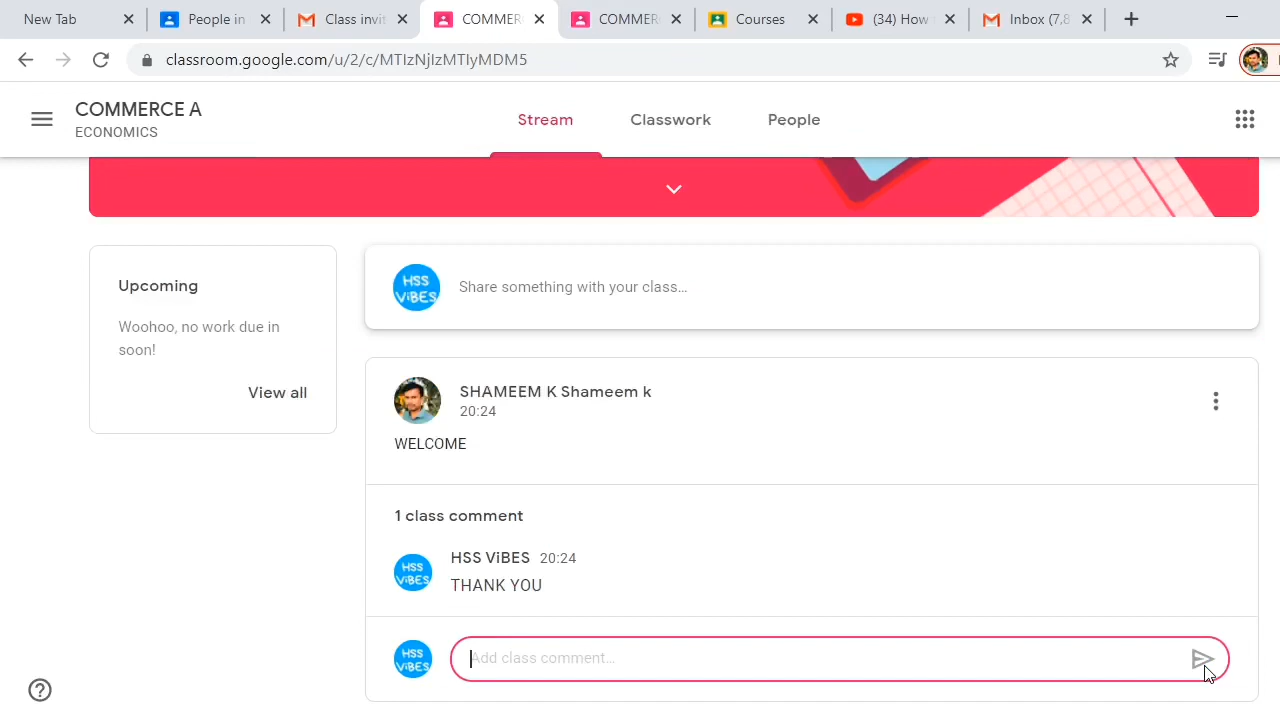 New Tab
People in
Class invit
COMMER
COMMER
Courses
(34) How
Inbox (7,8
classroom.google.com/u/2/c/MTIzNjIzMTIyMDM5
COMMERCE A
ECONOMICS
Stream
Classwork
People
Upcoming
Woohoo, no work due in
soon!
View all
HSS
ViBES
Share something with your class...
SHAMEEM K Shameem k
20:24
WELCOME
1 class comment
HSS
ViBES
HSS ViBES 20:24
THANK YOU
HSS
ViBES
Add class comment...